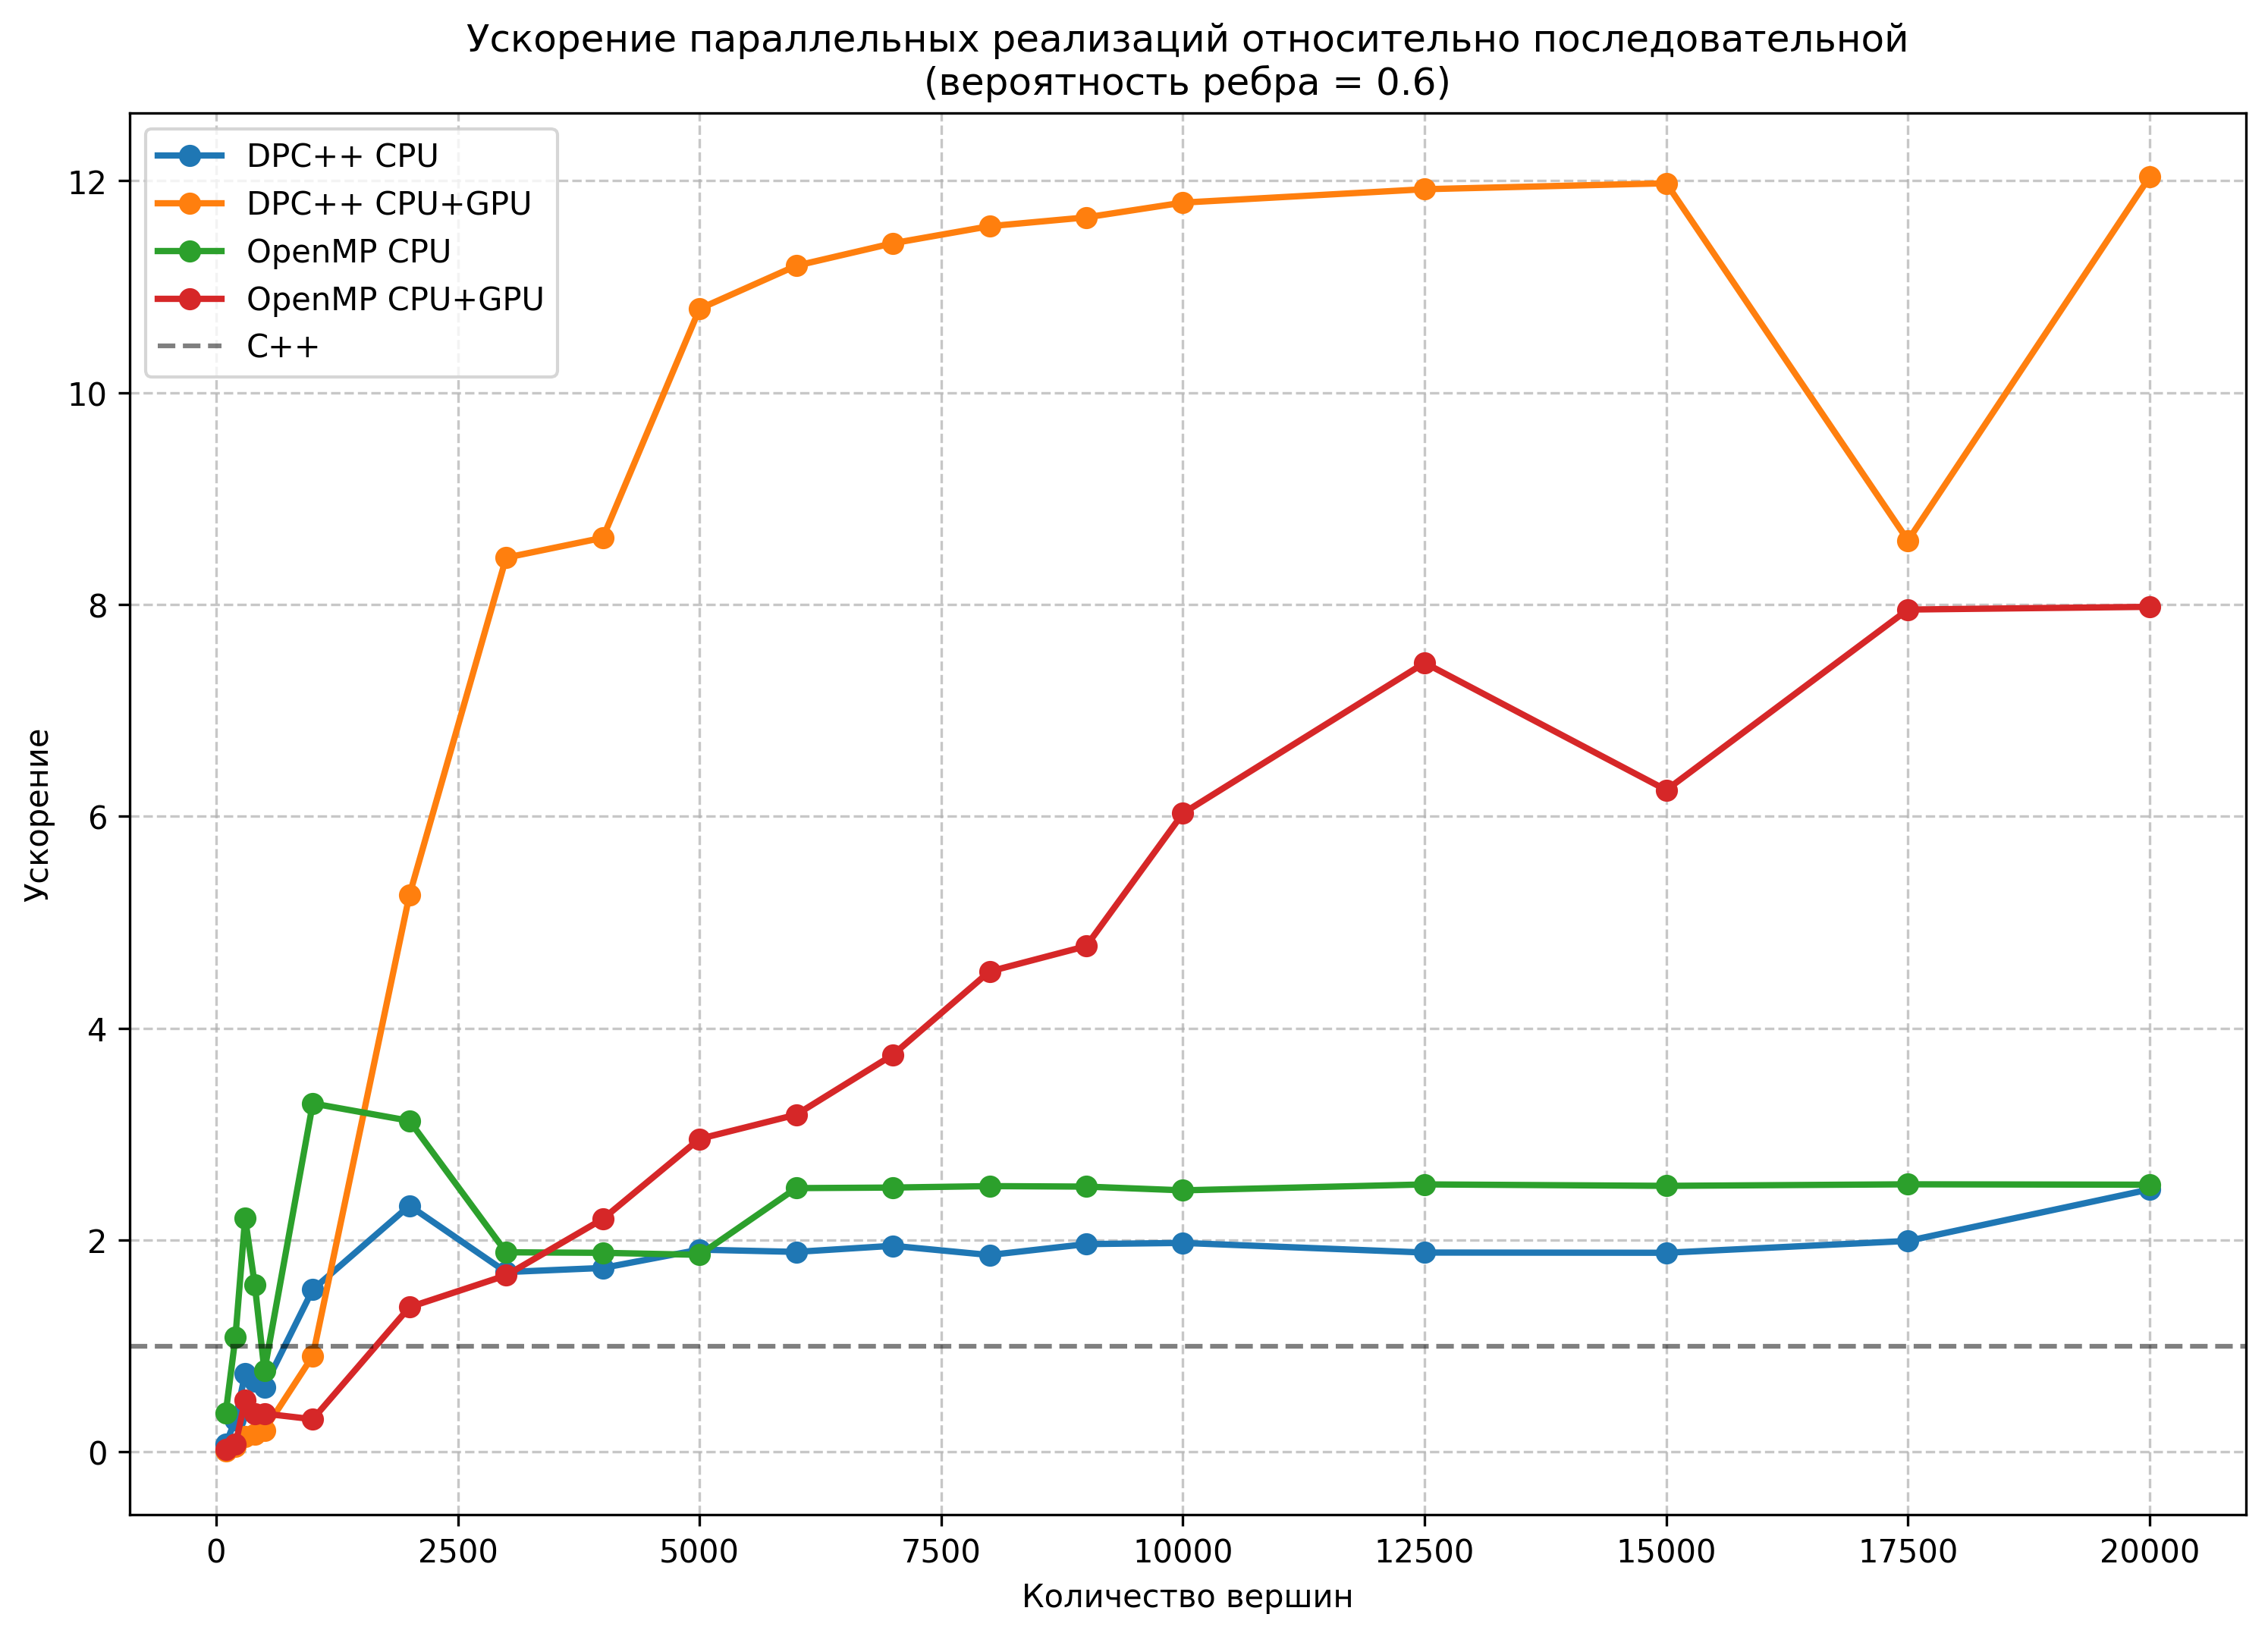 Ускорение параллельных реализаций относительно последовательной
(вероятность ребра = 0.6)
DPC++ CPU
DPC++ CPU+GPU
OpenMP CPU
OpenMP CPU+GPU
C++
Ускорение
12
10
8
6
4
2
0
0 2500 5000 7500 10000 12500 15000 17500 20000
Количество вершин